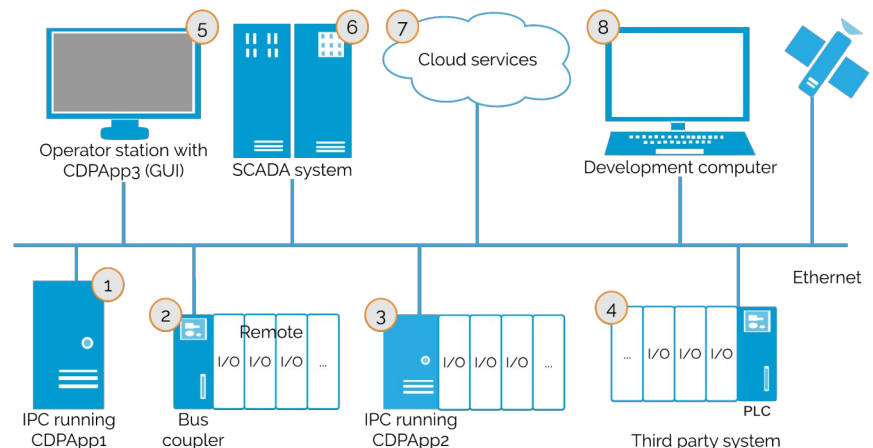 5
6
7
8
Cloud services
Operator station with
CDPApp3 (GUI)
SCADA system
Development computer
Ethernet
1
2
3
4
Remote
I/O I/O I/O ...
I/O I/O I/O ...
... I/O I/O I/O
IPC running
CDPApp1
Bus
coupler
IPC running
CDPApp2
PLC
Third party system